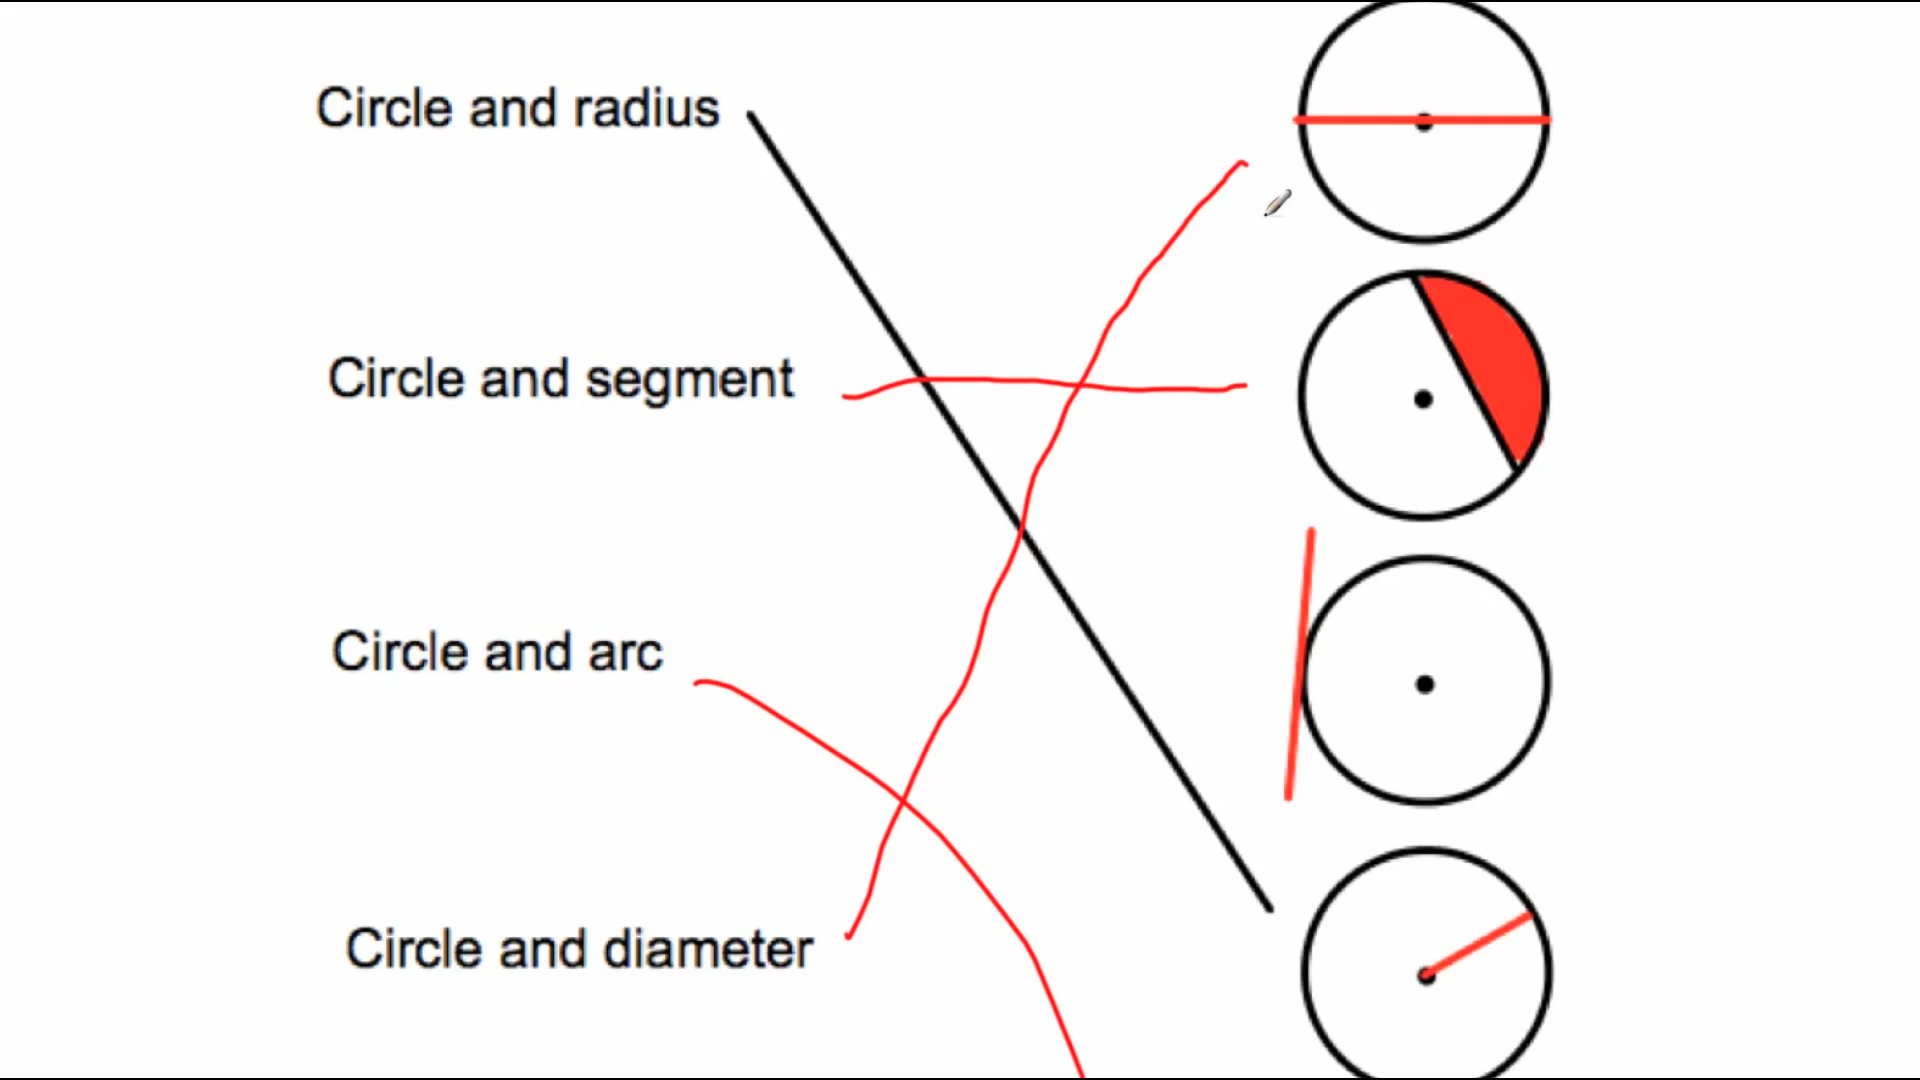 Circle and radius
Circle and segment
Circle and arc
Circle and diameter